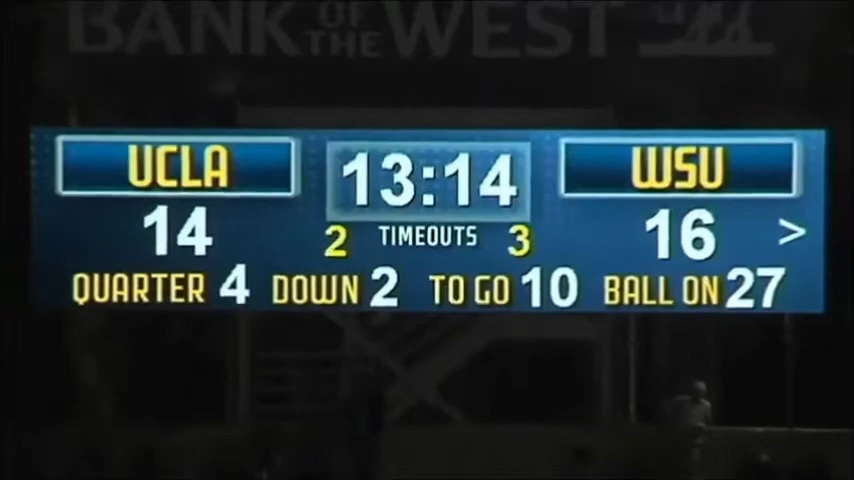 BANK OF THE WEST
UCLA 13:14 WSU
14 2 TIMEOUTS 3 16 >
QUARTER 4 DOWN 2 TO GO 10 BALL ON 27